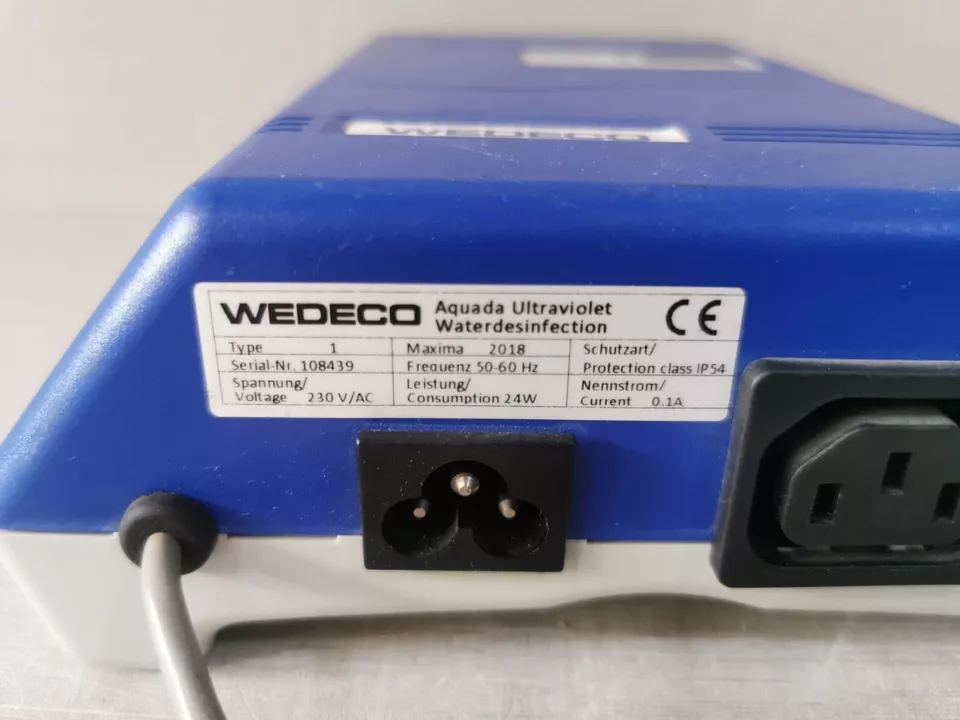 WEDECO
WEDECO Aquada Ultraviolet
Waterdesinfection CE
Type 1 Maxima 2018 Schutzart/
Serial-Nr. 108439 Frequenz 50-60 Hz Protection class IP54
Spannung/ Leistung/ Nennstrom/
Voltage 230 V/AC Consumption 24W Current 0.1A